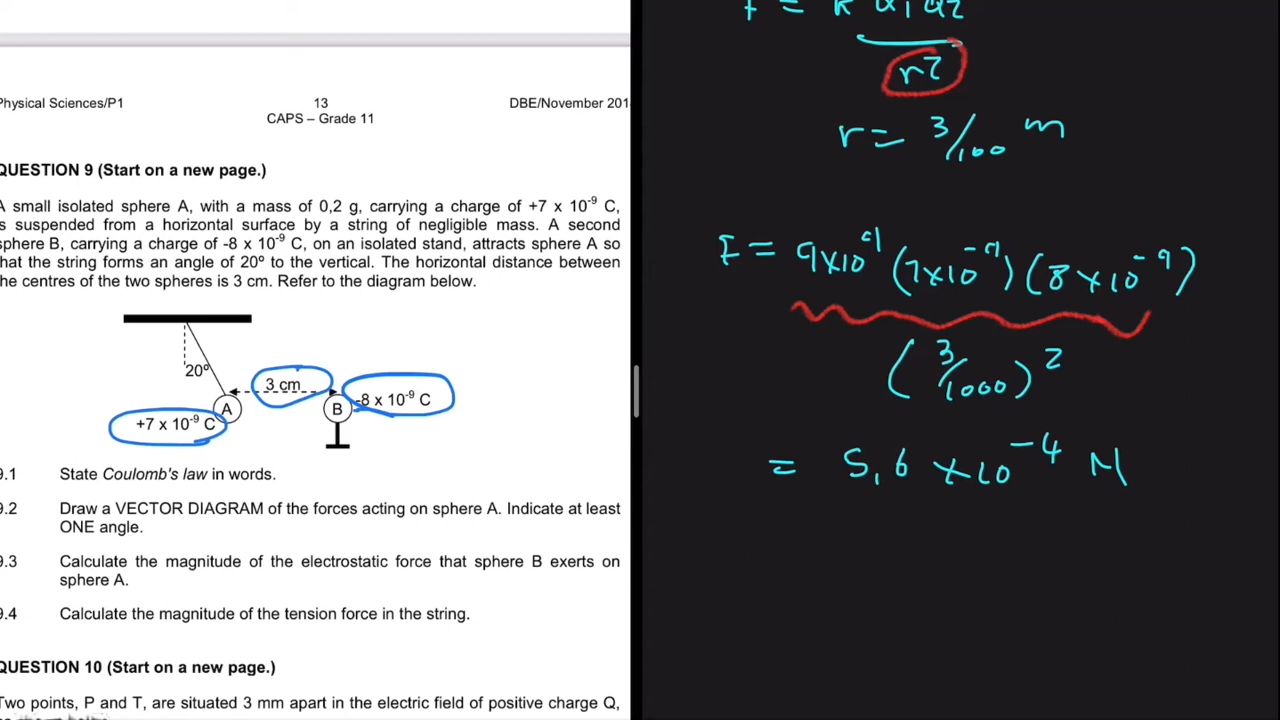 Physical Sciences/P1 13 DBE/November 201
CAPS – Grade 11
QUESTION 9 (Start on a new page.)
A small isolated sphere A, with a mass of 0,2 g, carrying a charge of +7 x 10⁻⁹ C,
is suspended from a horizontal surface by a string of negligible mass. A second
sphere B, carrying a charge of -8 x 10⁻⁹ C, on an isolated stand, attracts sphere A so
that the string forms an angle of 20º to the vertical. The horizontal distance between
the centres of the two spheres is 3 cm. Refer to the diagram below.
20º
3 cm
A
B
-8 x 10⁻⁹ C
+7 x 10⁻⁹ C
9.1 State Coulomb's law in words.
9.2 Draw a VECTOR DIAGRAM of the forces acting on sphere A. Indicate at least
ONE angle.
9.3 Calculate the magnitude of the electrostatic force that sphere B exerts on
sphere A.
9.4 Calculate the magnitude of the tension force in the string.
QUESTION 10 (Start on a new page.)
Two points, P and T, are situated 3 mm apart in the electric field of positive charge Q,
F = k Q₁ Q₂
r²
r = 3/100 m
F = 9x10⁹ (7x10⁻⁹) (8x10⁻⁹)
(3/1000)²
= 5,6 x10⁻⁴ N